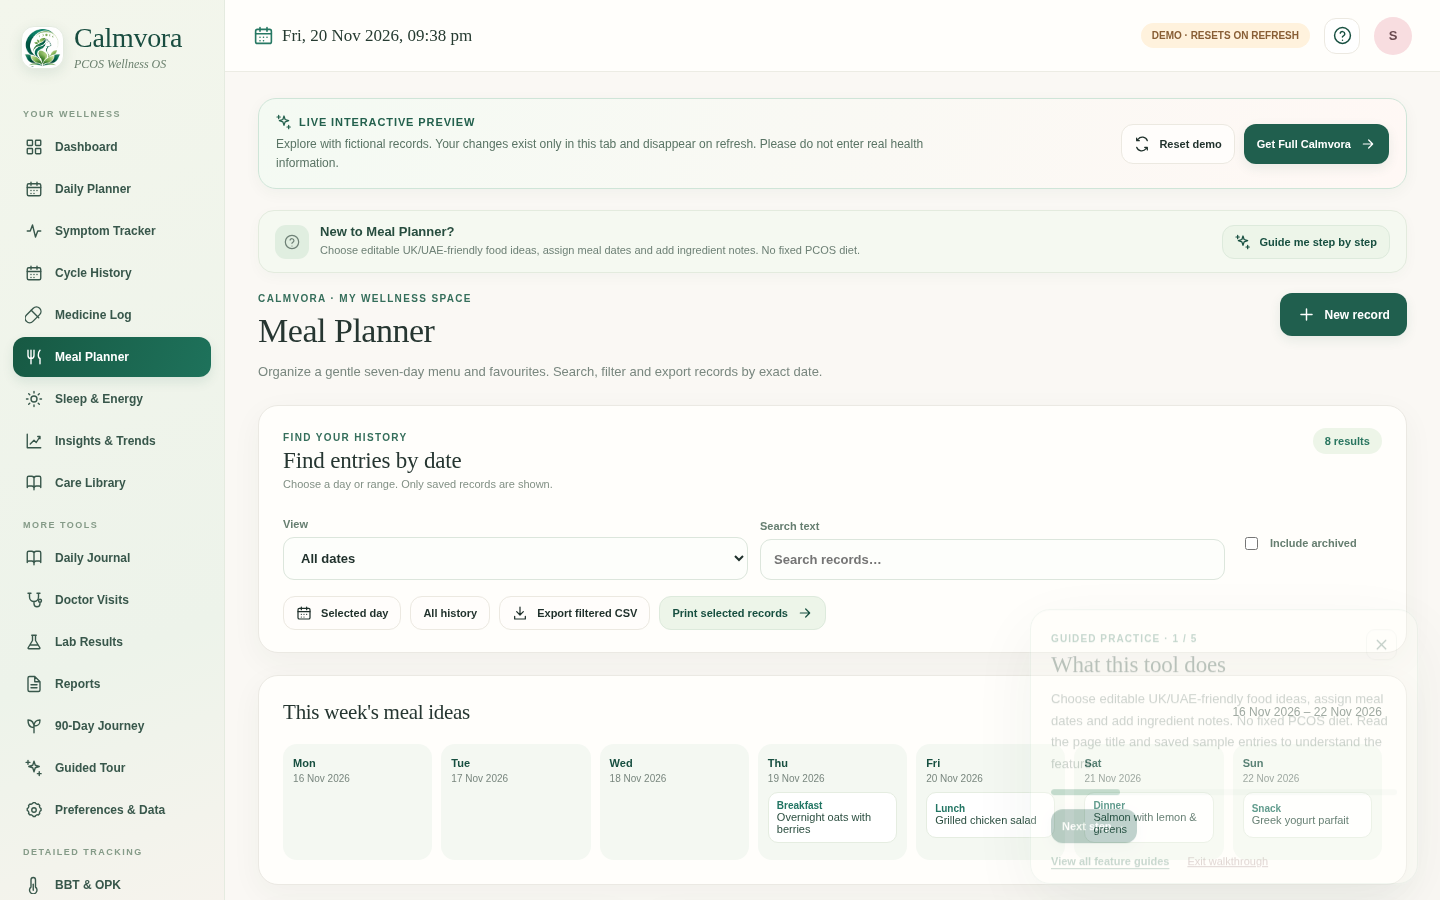 Calmvora
PCOS Wellness OS
YOUR WELLNESS
Dashboard
Daily Planner
Symptom Tracker
Cycle History
Medicine Log
Meal Planner
Sleep & Energy
Insights & Trends
Care Library
MORE TOOLS
Daily Journal
Doctor Visits
Lab Results
Reports
90-Day Journey
Guided Tour
Preferences & Data
DETAILED TRACKING
BBT & OPK
Fri, 20 Nov 2026, 09:38 pm
DEMO · RESETS ON REFRESH
S
LIVE INTERACTIVE PREVIEW
Explore with fictional records. Your changes exist only in this tab and disappear on refresh. Please do not enter real health
information.
Reset demo
Get Full Calmvora
New to Meal Planner?
Choose editable UK/UAE-friendly food ideas, assign meal dates and add ingredient notes. No fixed PCOS diet.
Guide me step by step
CALMVORA · MY WELLNESS SPACE
Meal Planner
Organize a gentle seven-day menu and favourites. Search, filter and export records by exact date.
New record
FIND YOUR HISTORY
Find entries by date
Choose a day or range. Only saved records are shown.
8 results
View
All dates
Search text
Search records…
Include archived
Selected day
All history
Export filtered CSV
Print selected records
This week's meal ideas
16 Nov 2026 – 22 Nov 2026
Mon
16 Nov 2026
Tue
17 Nov 2026
Wed
18 Nov 2026
Thu
19 Nov 2026
Breakfast
Overnight oats with
berries
Fri
20 Nov 2026
Lunch
Grilled chicken salad
Sat
21 Nov 2026
Dinner
Salmon with lemon &
greens
Sun
22 Nov 2026
Snack
Greek yogurt parfait
GUIDED PRACTICE · 1 / 5
What this tool does
Choose editable UK/UAE-friendly food ideas, assign meal
dates and add ingredient notes. No fixed PCOS diet. Read
the page title and saved sample entries to understand the
feature.
Next step
View all feature guides
Exit walkthrough